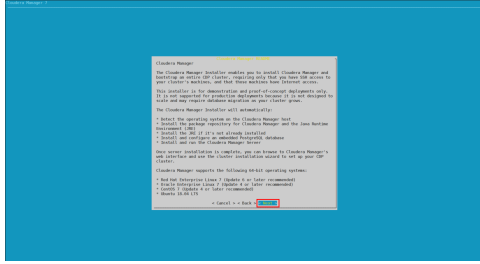 Cloudera Manager 7
Cloudera Manager
The Cloudera Manager Installer enables you to install Cloudera Manager and
bootstrap an entire CDP cluster, requiring only that you have SSH access to
your cluster's machines, and that those machines have Internet access.
This installer is for demonstration and proof-of-concept deployments only.
It is not supported for production deployments because it is not designed to
scale and may require database migration as your cluster grows.
The Cloudera Manager Installer will automatically:
* Detect the operating system on the Cloudera Manager host
* Install the package repository for Cloudera Manager and the Java Runtime
Environment (JRE)
* Install the JRE if it's not already installed
* Install and configure an embedded PostgreSQL database
* Install and run the Cloudera Manager Server
Once server installation is complete, you can browse to Cloudera Manager's
web interface and use the cluster installation wizard to set up your CDP
cluster.
Cloudera Manager supports the following 64-bit operating systems:
* Red Hat Enterprise Linux 7 (Update 6 or later recommended)
* Oracle Enterprise Linux 7 (Update 4 or later recommended)
* CentOS 7 (Update 4 or later recommended)
* Ubuntu 18.04 LTS
< Cancel > < Back > < Next >